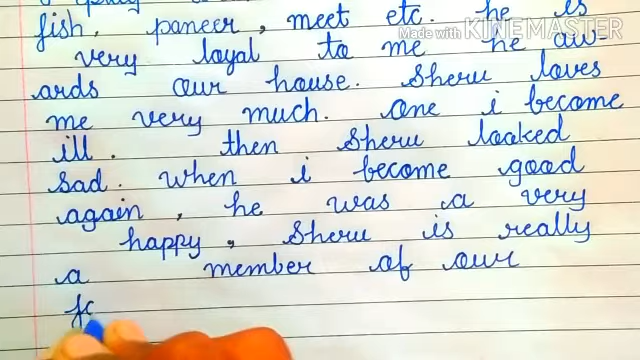 fish, paneer, meet etc. he is
Made with KINEMASTER
very loyal to me he aw
ards our house. Sheru loves
me very much. One i become
ill. then Sheru looked
sad. when i become good
again, he was a very
happy, Sheru is really
a member of our
fa